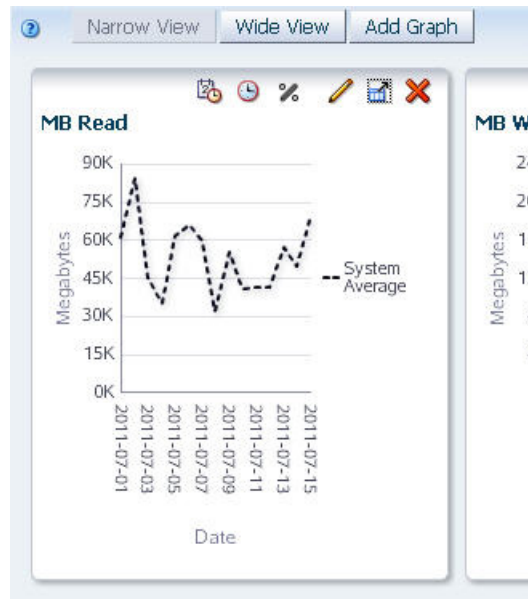 Narrow View Wide View Add Graph
MB Read
90K
75K
60K
45K
30K
15K
0K
Megabytes
System
Average
2011-07-01
2011-07-03
2011-07-05
2011-07-07
2011-07-09
2011-07-11
2011-07-13
2011-07-15
Date
MB W
Megabytes